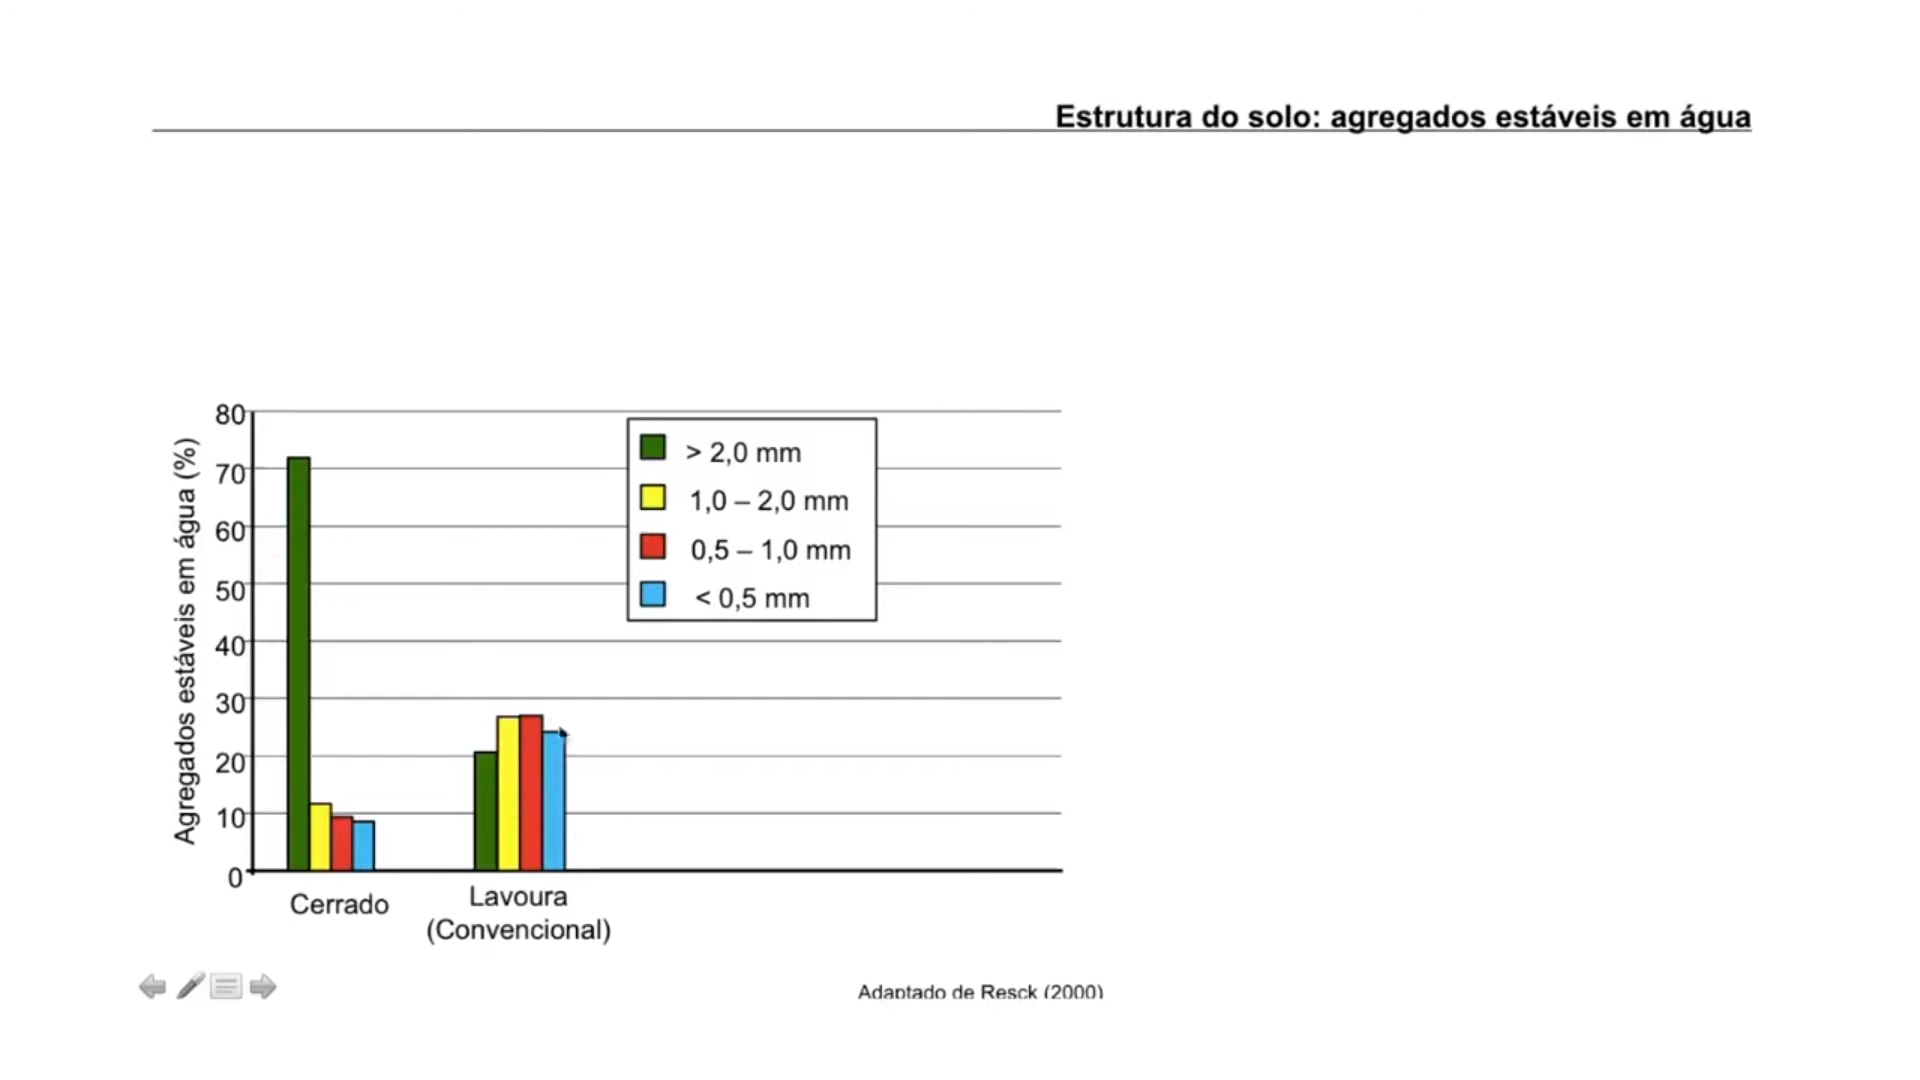 Estrutura do solo: agregados estáveis em água
Agregados estáveis em água (%)
80
70
60
50
40
30
20
10
0
> 2,0 mm
1,0 – 2,0 mm
0,5 – 1,0 mm
< 0,5 mm
Cerrado
Lavoura
(Convencional)
Adaptado de Resck (2000)